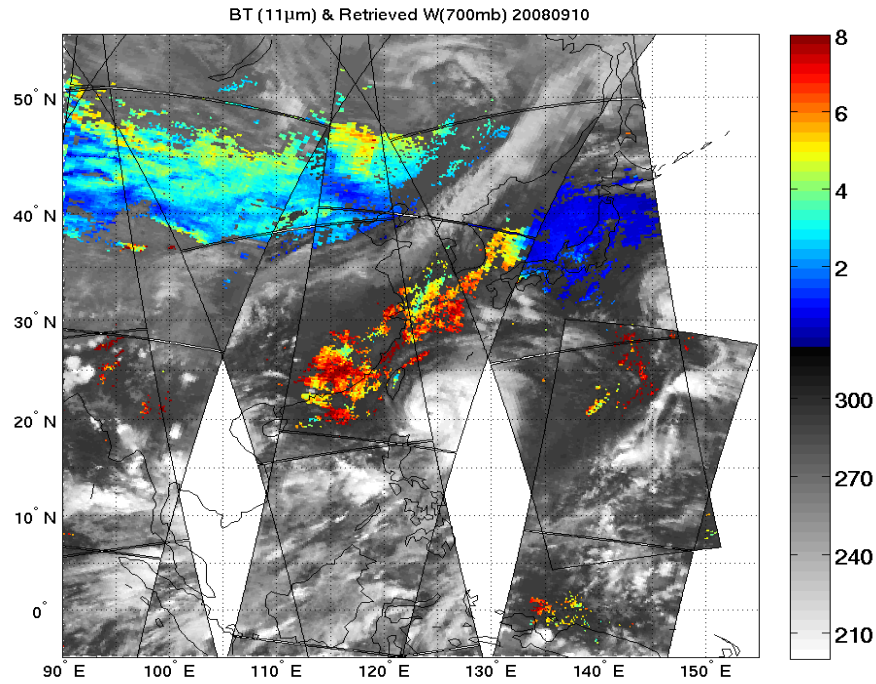 BT (11μm) & Retrieved W(700mb) 20080910
50° N
40° N
30° N
20° N
10° N
0°
90° E 100° E 110° E 120° E 130° E 140° E 150° E
8
6
4
2
300
270
240
210